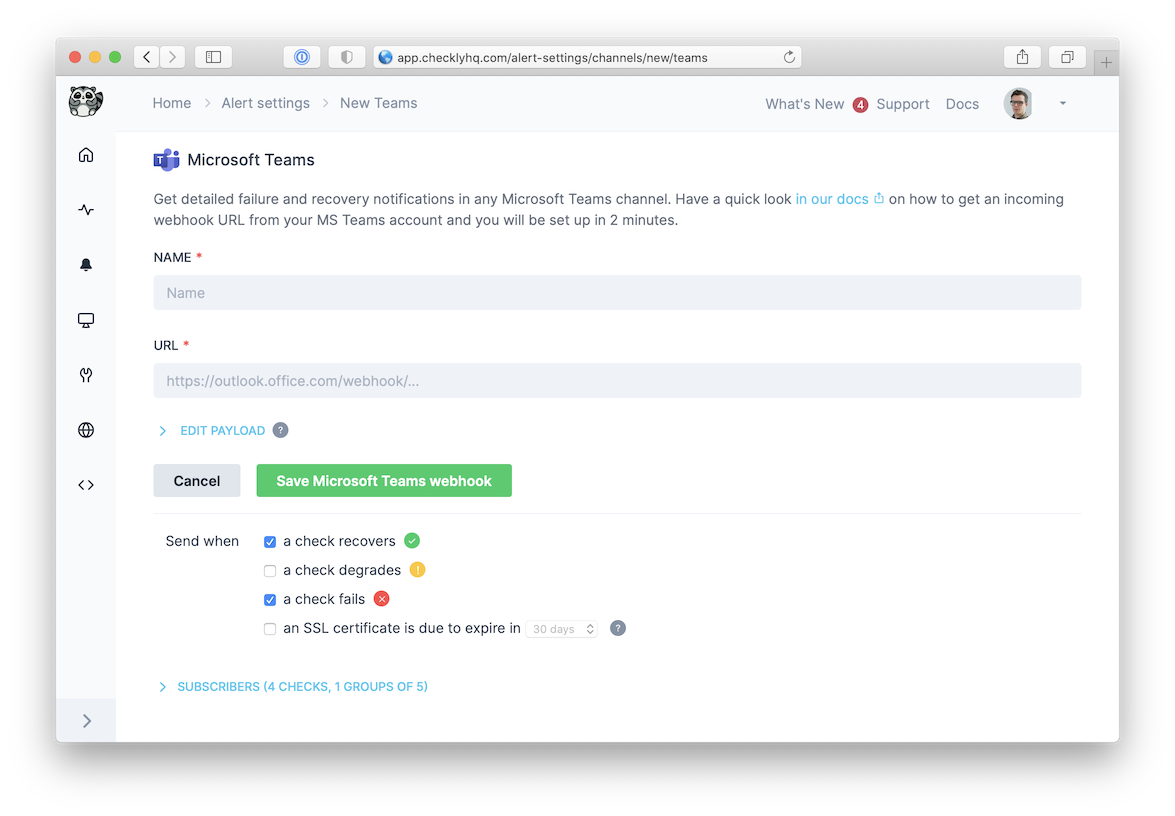 app.checklyhq.com/alert-settings/channels/new/teams
Home > Alert settings > New Teams
What's New 4 Support Docs
Microsoft Teams
Get detailed failure and recovery notifications in any Microsoft Teams channel. Have a quick look in our docs on how to get an incoming
webhook URL from your MS Teams account and you will be set up in 2 minutes.
NAME *
Name
URL *
https://outlook.office.com/webhook/...
EDIT PAYLOAD ?
Cancel
Save Microsoft Teams webhook
Send when
a check recovers
a check degrades
a check fails
an SSL certificate is due to expire in 30 days ?
SUBSCRIBERS (4 CHECKS, 1 GROUPS OF 5)